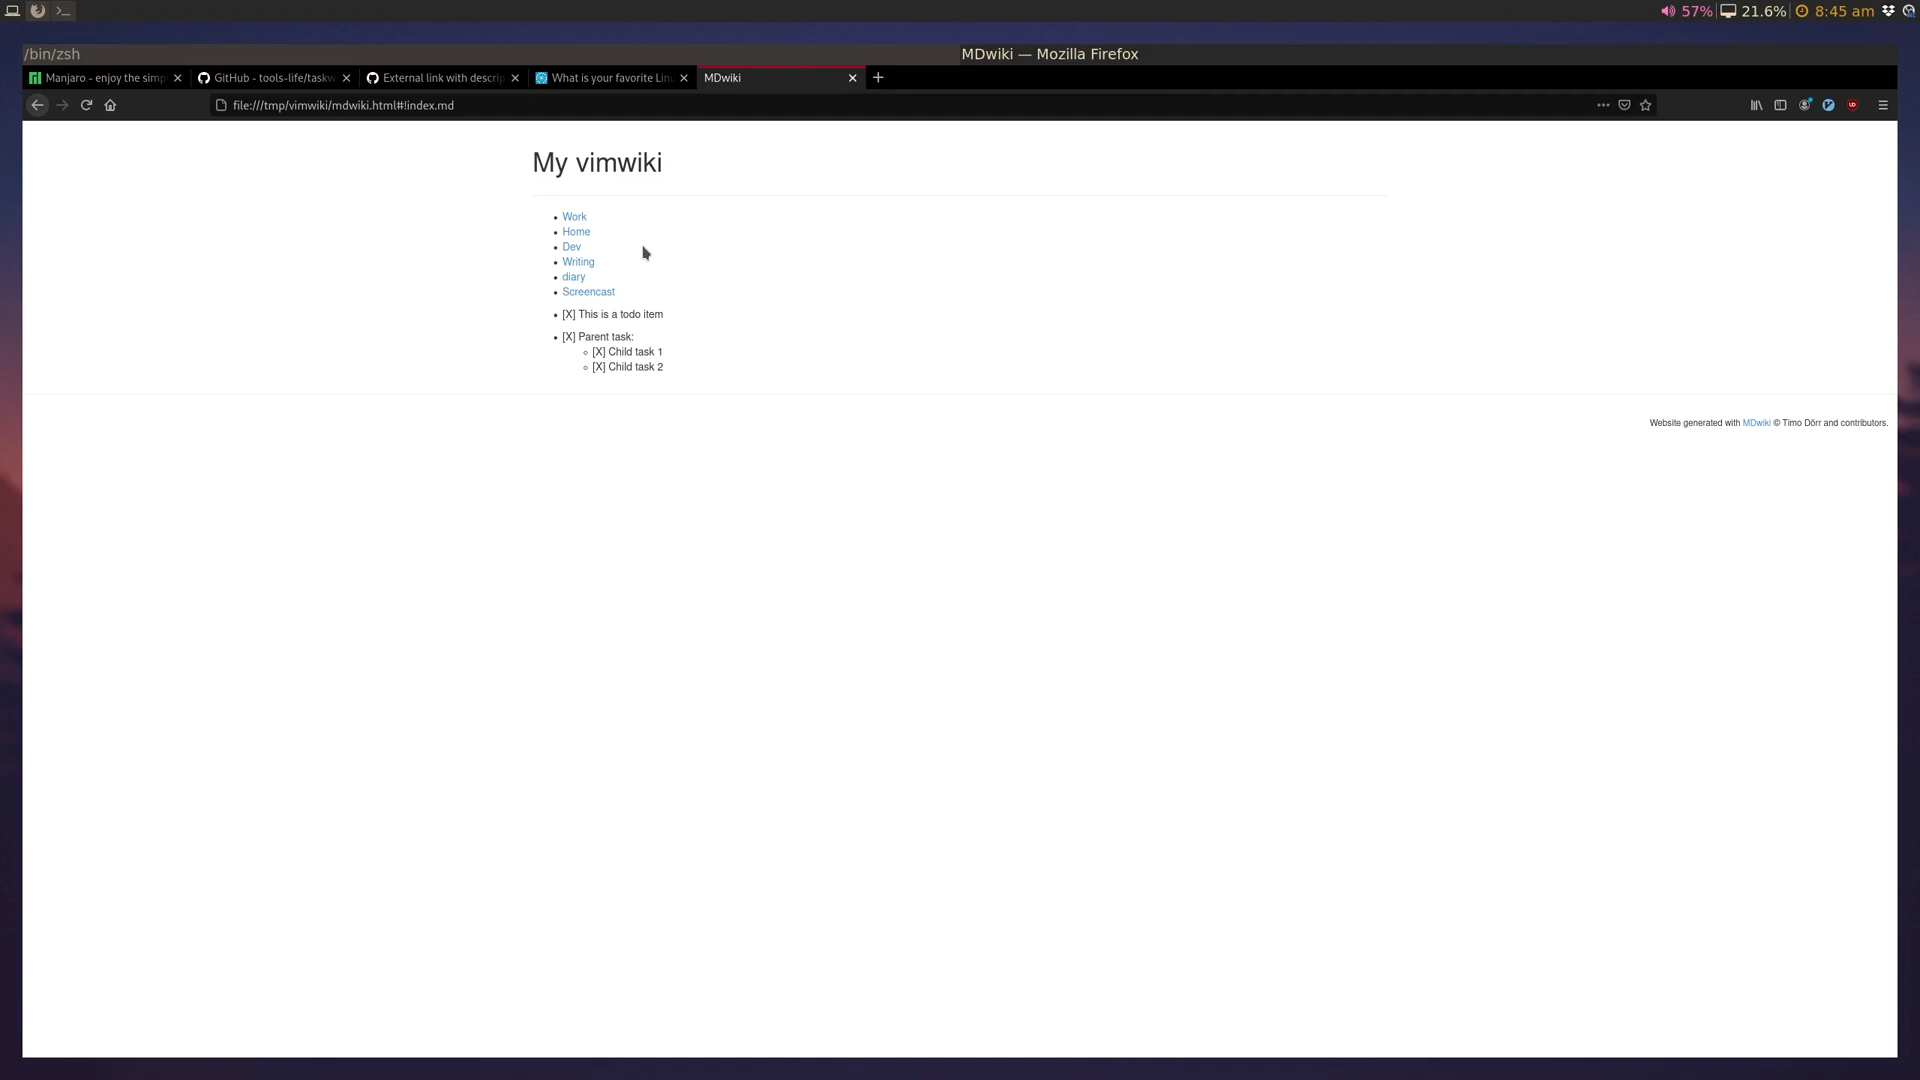 57% 21.6% 8:45 am
/bin/zsh MDwiki — Mozilla Firefox
Manjaro - enjoy the simp GitHub - tools-life/taskw External link with descrip What is your favorite Lin MDwiki
file:///tmp/vimwiki/mdwiki.html#!index.md
My vimwiki
Work
Home
Dev
Writing
diary
Screencast
[X] This is a todo item
[X] Parent task:
[X] Child task 1
[X] Child task 2
Website generated with MDwiki © Timo Dörr and contributors.